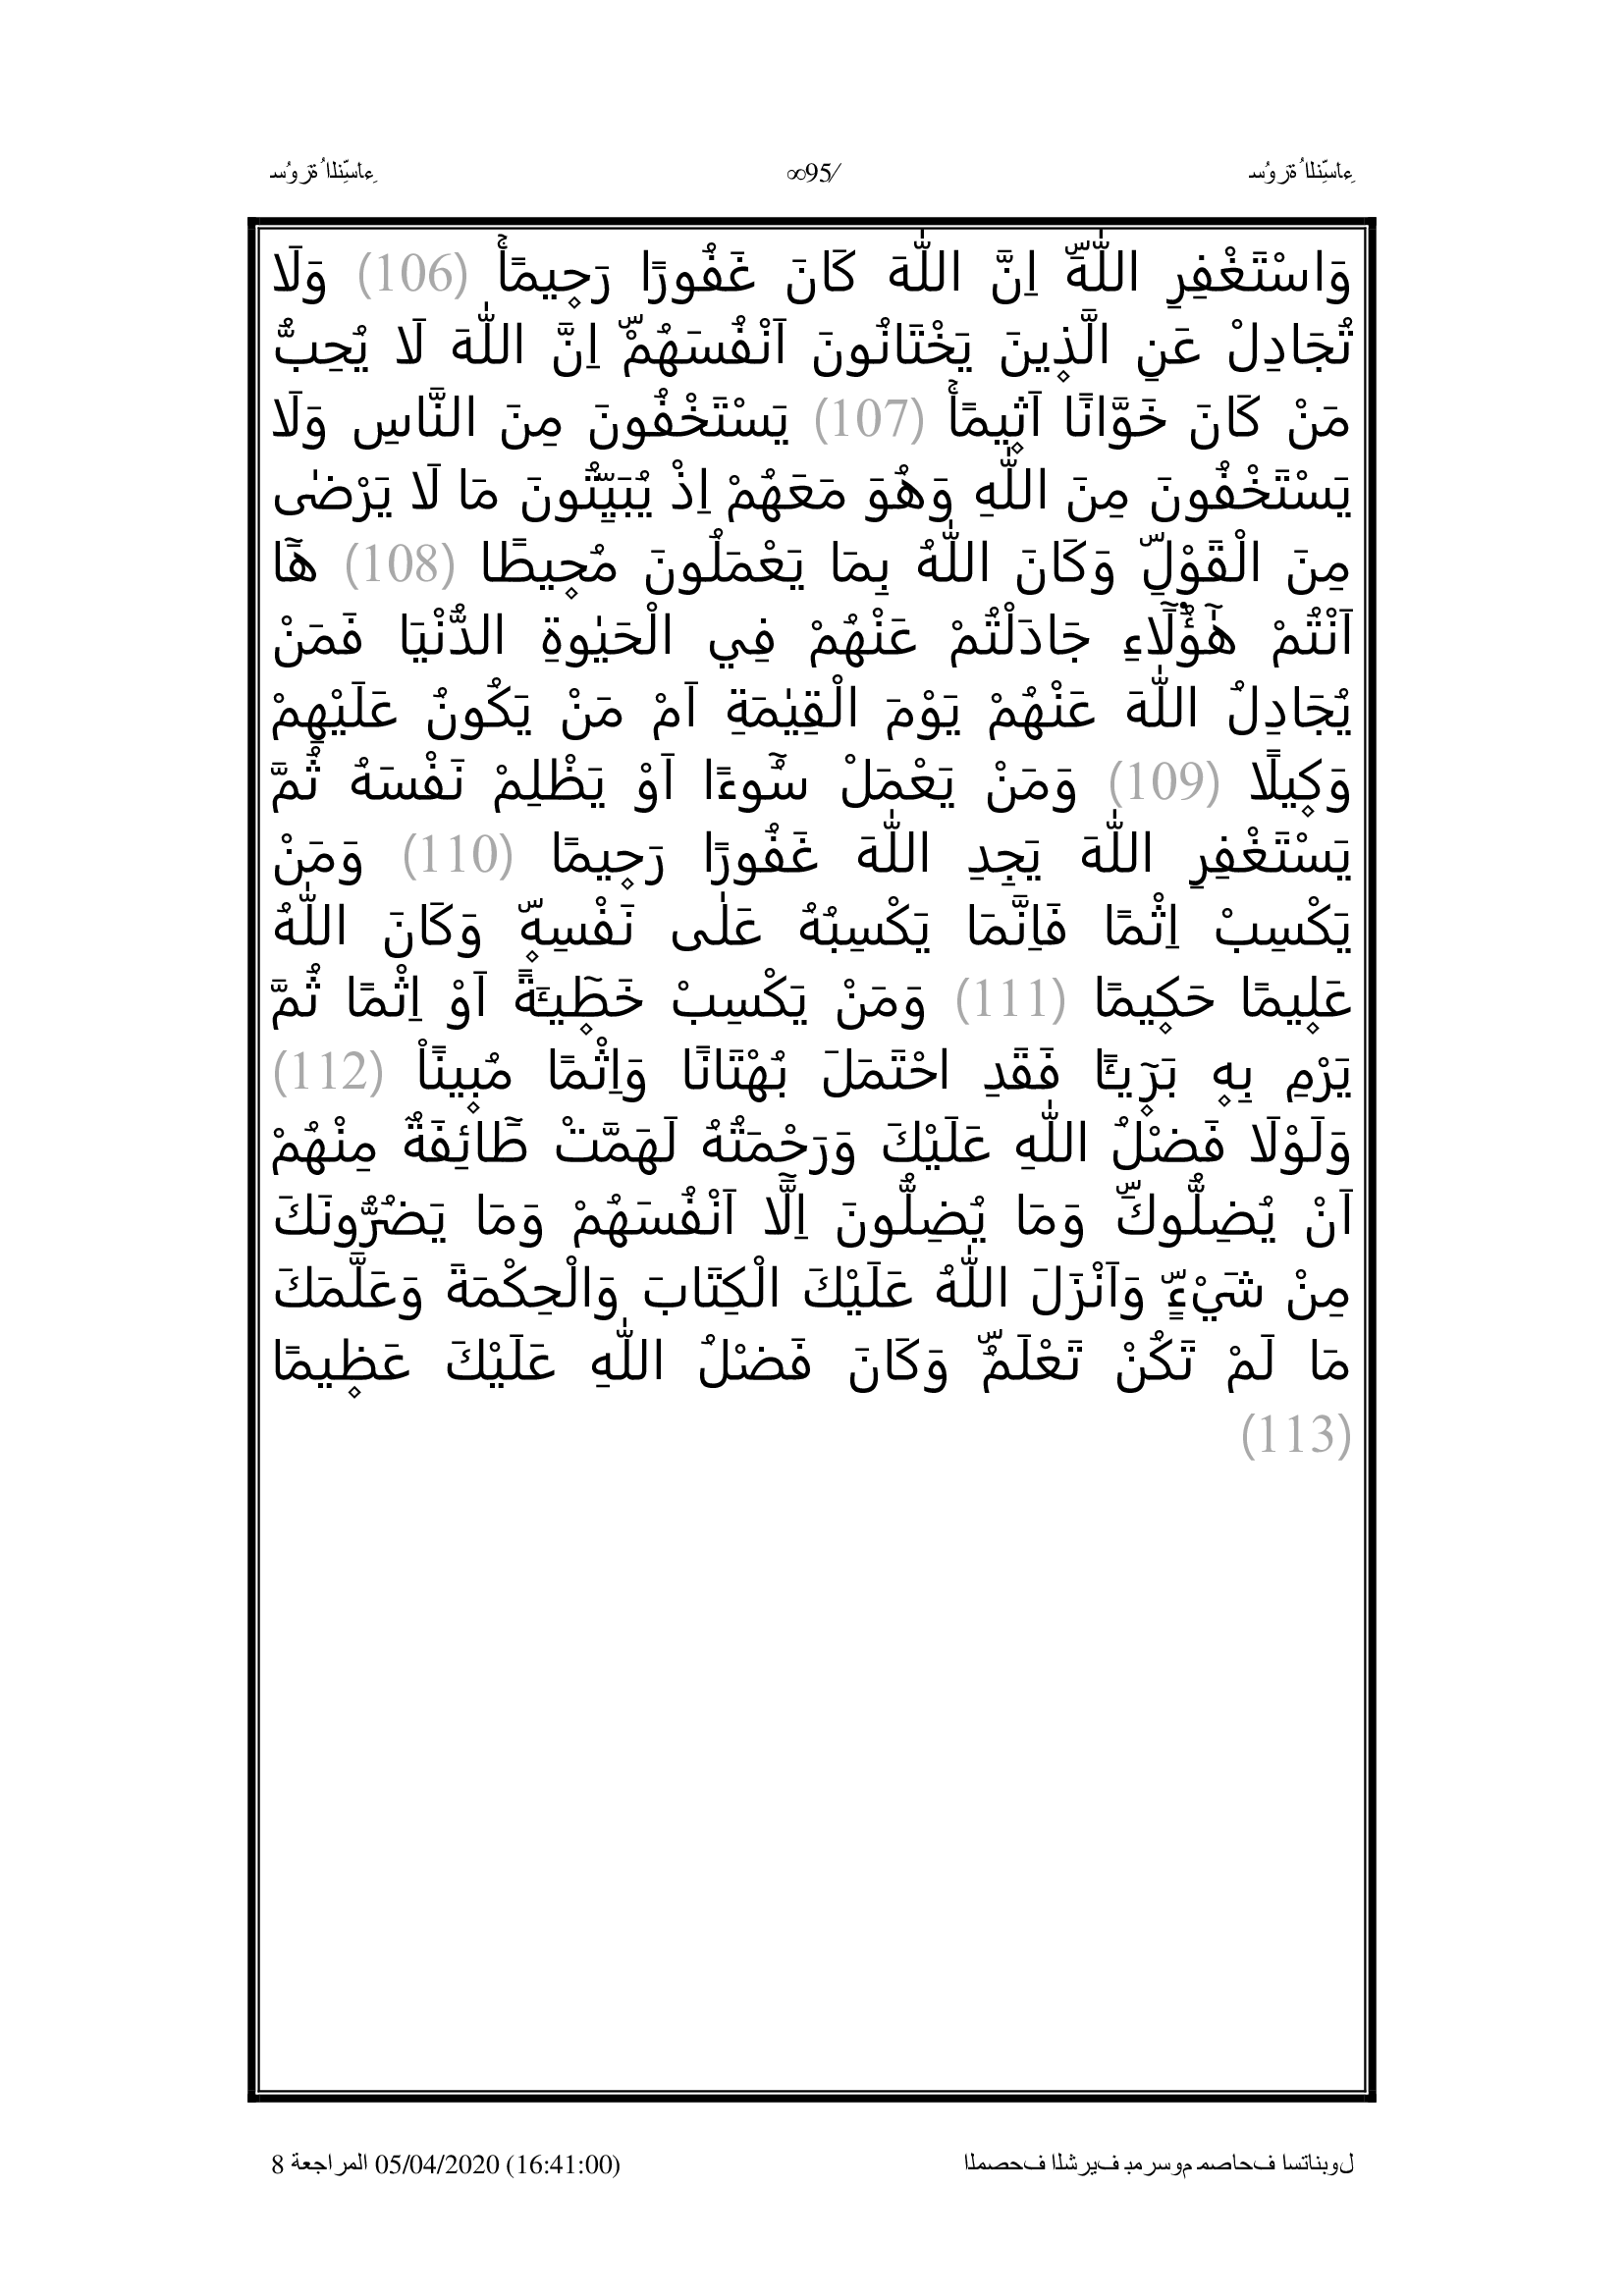 سُورَةُ النِّسَاءِ ∞95/ سُورَةُ النِّسَاءِ
وَاسْتَغْفِرِ اللّٰهَۜ اِنَّ اللّٰهَ كَانَ غَفُورًا رَح۪يمًاۚ (106) وَلَا
تُجَادِلْ عَنِ الَّذ۪ينَ يَخْتَانُونَ اَنْفُسَهُمْۜ اِنَّ اللّٰهَ لَا يُحِبُّ
مَنْ كَانَ خَوَّانًا اَث۪يمًاۚ (107) يَسْتَخْفُونَ مِنَ النَّاسِ وَلَا
يَسْتَخْفُونَ مِنَ اللّٰهِ وَهُوَ مَعَهُمْ اِذْ يُبَيِّتُونَ مَا لَا يَرْضٰى
مِنَ الْقَوْلِۜ وَكَانَ اللّٰهُ بِمَا يَعْمَلُونَ مُح۪يطًا (108) هَٓا
اَنْتُمْ هٰٓؤُ۬لَٓاءِ جَادَلْتُمْ عَنْهُمْ فِي الْحَيٰوةِ الدُّنْيَا فَمَنْ
يُجَادِلُ اللّٰهَ عَنْهُمْ يَوْمَ الْقِيٰمَةِ اَمْ مَنْ يَكُونُ عَلَيْهِمْ
وَك۪يلًا (109) وَمَنْ يَعْمَلْ سُٓوءًا اَوْ يَظْلِمْ نَفْسَهُ ثُمَّ
يَسْتَغْفِرِ اللّٰهَ يَجِدِ اللّٰهَ غَفُورًا رَح۪يمًا (110) وَمَنْ
يَكْسِبْ اِثْمًا فَاِنَّمَا يَكْسِبُهُ عَلٰى نَفْسِه۪ۜ وَكَانَ اللّٰهُ
عَل۪يمًا حَك۪يمًا (111) وَمَنْ يَكْسِبْ خَط۪ٓيـَٔةً اَوْ اِثْمًا ثُمَّ
يَرْمِ بِه۪ بَر۪ٓيـًٔا فَقَدِ احْتَمَلَ بُهْتَانًا وَاِثْمًا مُب۪ينًا۟ (112)
وَلَوْلَا فَضْلُ اللّٰهِ عَلَيْكَ وَرَحْمَتُهُ لَهَمَّتْ طَٓائِفَةٌ مِنْهُمْ
اَنْ يُضِلُّوكَۜ وَمَا يُضِلُّونَ اِلَّٓا اَنْفُسَهُمْ وَمَا يَضُرُّونَكَ
مِنْ شَيْءٍۜ وَاَنْزَلَ اللّٰهُ عَلَيْكَ الْكِتَابَ وَالْحِكْمَةَ وَعَلَّمَكَ
مَا لَمْ تَكُنْ تَعْلَمُۜ وَكَانَ فَضْلُ اللّٰهِ عَلَيْكَ عَظ۪يمًا
(113)
المصحف الشريف بمرسوم مصاحف استانبول 8 المراجعة 05/04/2020 (16:41:00)